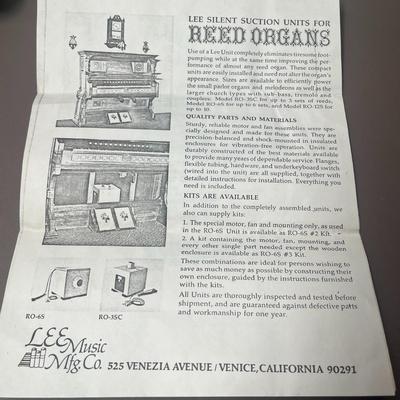 LEE SILENT SUCTION UNITS FOR
REED ORGANS
Use of a Lee Unit completely eliminates tiresome foot-
pumping while at the same time improving the per-
formance of almost any reed organ. These compact
units are easily installed and need not alter the organ's
appearance. Sizes are available to efficiently power
the small parlor organs and melodeons as well as the
larger church types with sub-bass, tremolo and
couplers: Model RO-3SC for up to 3 sets of reeds,
Model RO-6S for up to 6 sets, and Model RO-12S for
up to 10.
QUALITY PARTS AND MATERIALS
Sturdy, reliable motor and fan assemblies were spe-
cially designed and made for these units. They are
precision-balanced and shock-mounted in insulated
enclosures for vibration-free operation. Units are
durably constructed of the best materials available
to provide many years of dependable service. Flanges,
flexible tubing, hardware, and underkeyboard switch
(wired into the unit) are all supplied, together with
detailed instructions for installation. Everything you
need is included.
KITS ARE AVAILABLE
In addition to the completely assembled units, we
also can supply kits:
1. The special motor, fan and mounting only, as used
in the RO-6S Unit is available as RO-6S #2 Kit.
2. A kit containing the motor, fan, mounting, and
every other single part needed except the wooden
enclosure is available as RO-6S #3 Kit.
These combinations are ideal for persons wishing to
save as much money as possible by constructing their
own enclosure, guided by the instructions furnished
with the kits.
All Units are thoroughly inspected and tested before
shipment, and are guaranteed against defective parts
and workmanship for one year.
RO-6S
RO-3SC
LEE Music
Mfg. Co.
525 VENEZIA AVENUE / VENICE, CALIFORNIA 90291